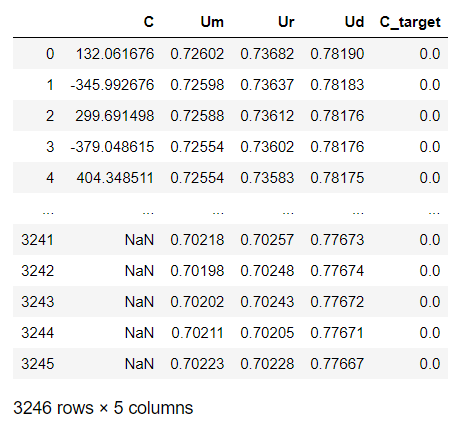 C Um Ur Ud C_target
0 132.061676 0.72602 0.73682 0.78190 0.0
1 -345.992676 0.72598 0.73637 0.78183 0.0
2 299.691498 0.72588 0.73612 0.78176 0.0
3 -379.048615 0.72554 0.73602 0.78176 0.0
4 404.348511 0.72554 0.73583 0.78175 0.0
... ... ... ... ... ...
3241 NaN 0.70218 0.70257 0.77673 0.0
3242 NaN 0.70198 0.70248 0.77674 0.0
3243 NaN 0.70202 0.70243 0.77672 0.0
3244 NaN 0.70211 0.70205 0.77671 0.0
3245 NaN 0.70223 0.70228 0.77667 0.0
3246 rows × 5 columns